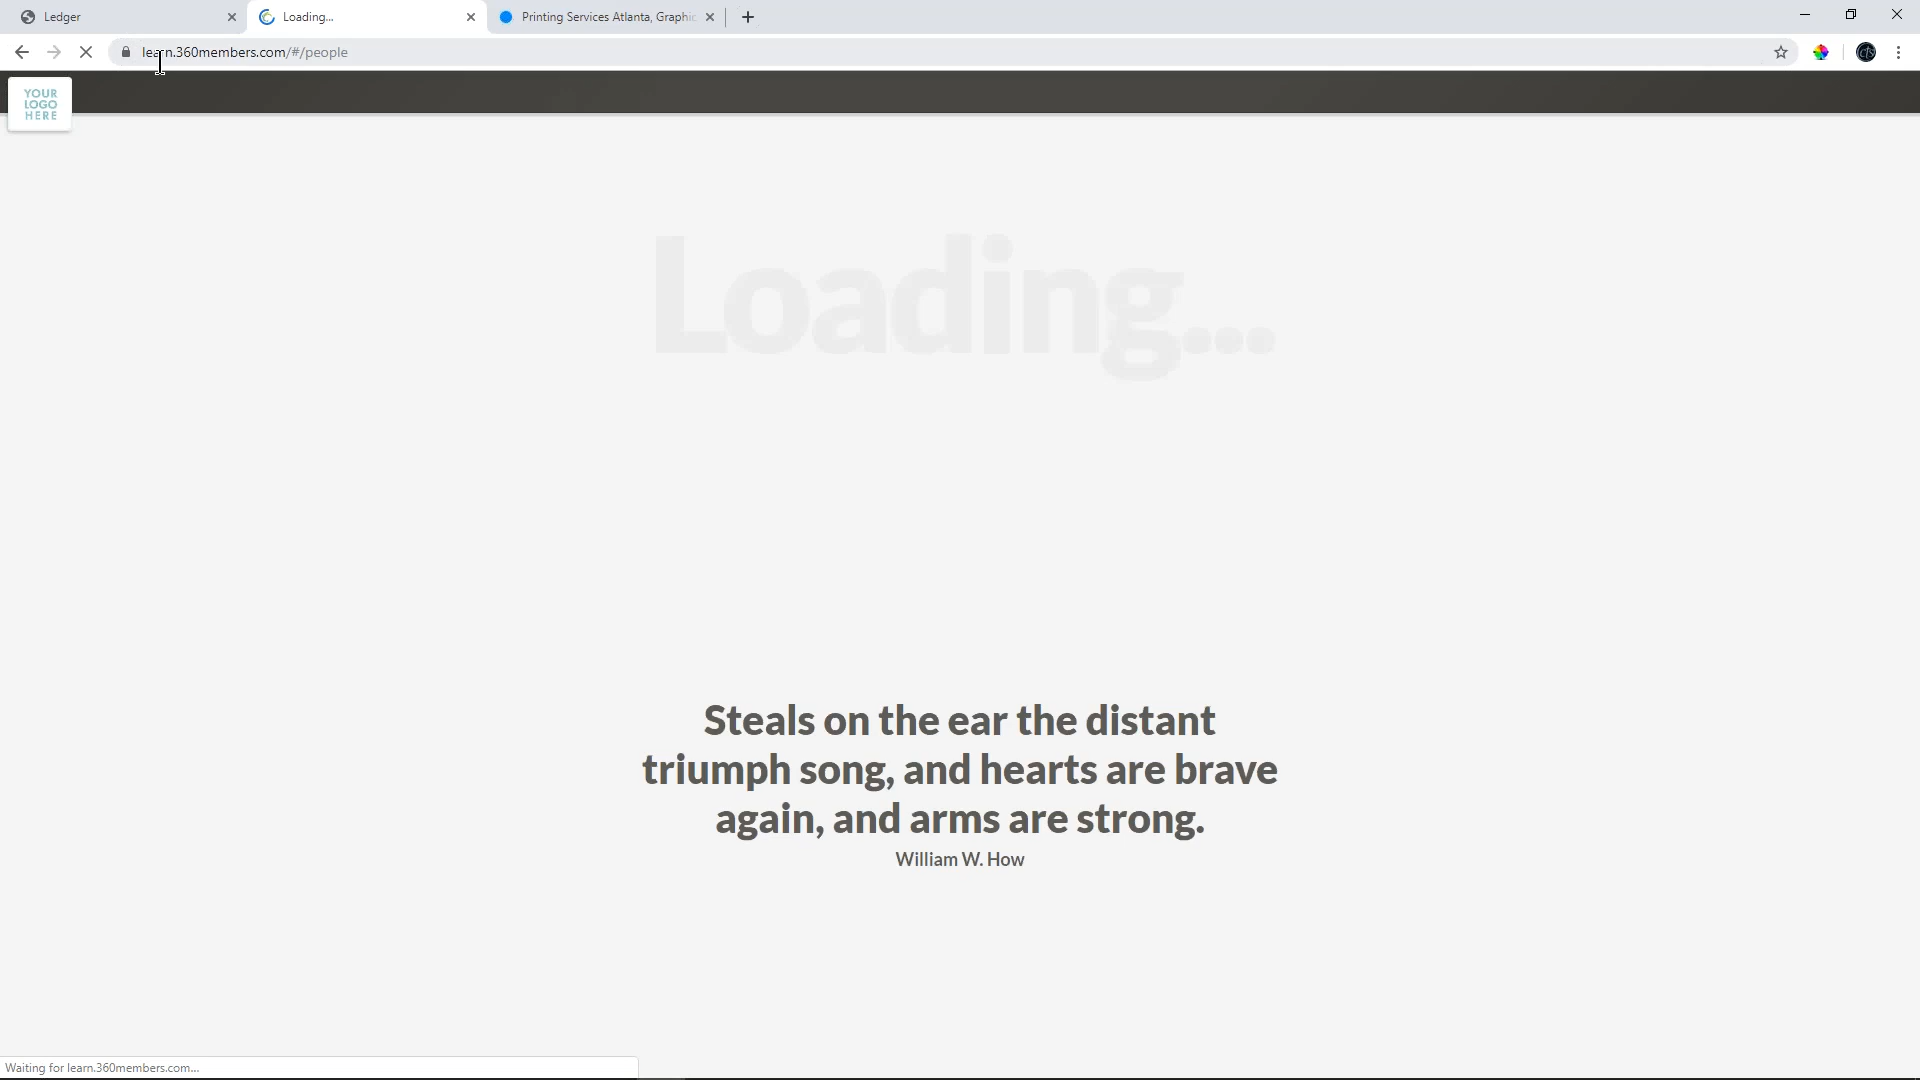 Ledger
Loading...
Printing Services Atlanta, Graphic
learn.360members.com/#/people
YOUR
LOGO
HERE
Loading...
Steals on the ear the distant
triumph song, and hearts are brave
again, and arms are strong.
William W. How
Waiting for learn.360members.com...